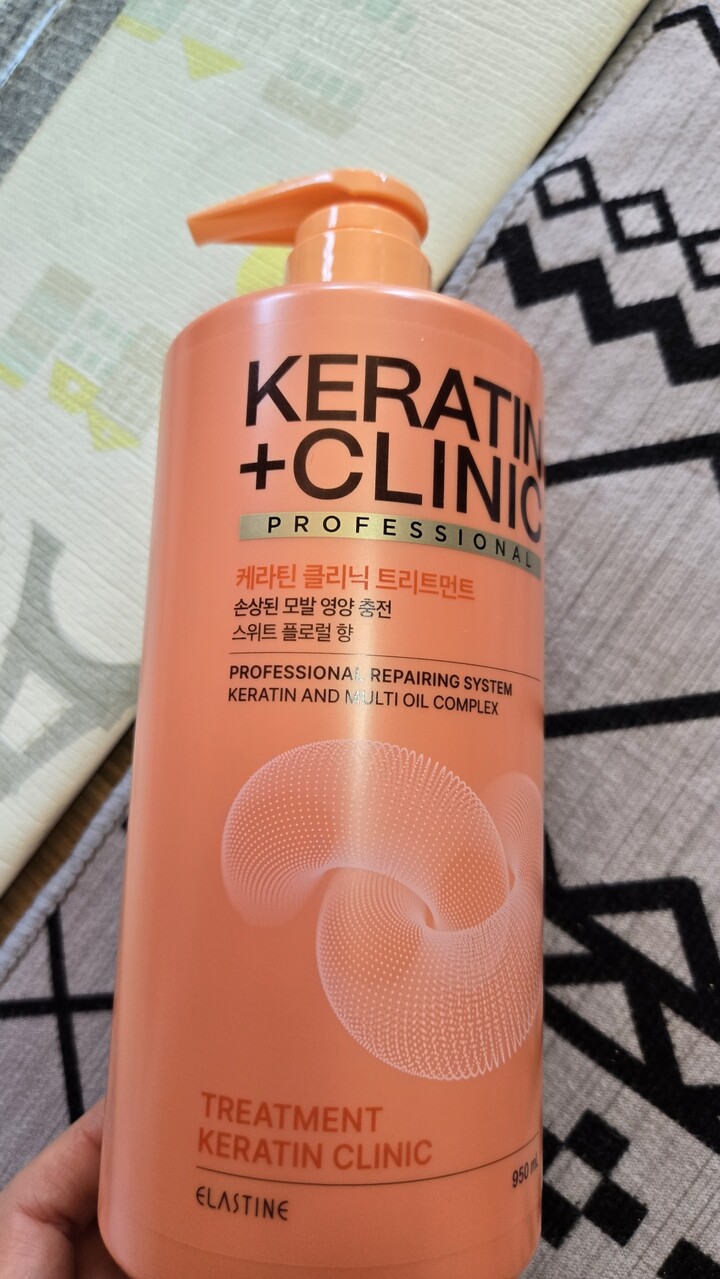 KERATIN
+CLINIC
PROFESSIONAL
케라틴 클리닉 트리트먼트
손상된 모발 영양 충전
스위트 플로럴 향
PROFESSIONAL REPAIRING SYSTEM
KERATIN AND MULTI OIL COMPLEX
TREATMENT
KERATIN CLINIC
950 mL
ELASTINE